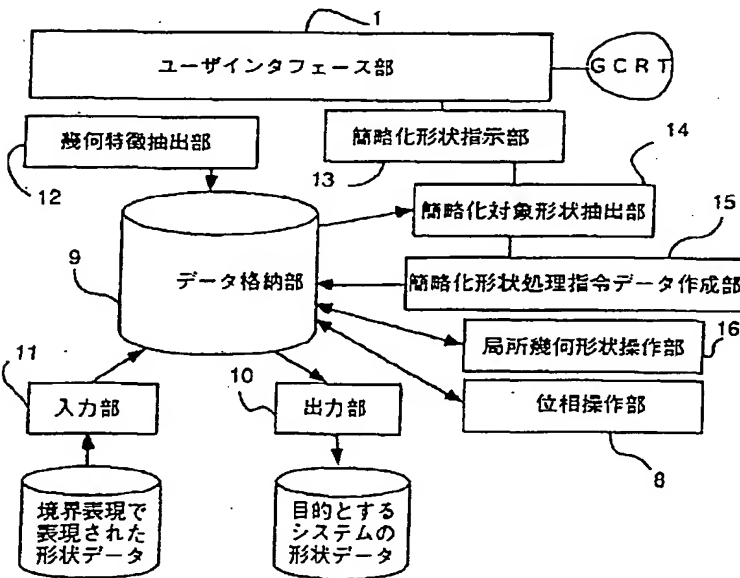 1
ユーザインタフェース部
GCRT
幾何特徴抽出部
12
簡略化形状指示部
13
14
簡略化対象形状抽出部
15
簡略化形状処理指令データ作成部
9
データ格納部
局所幾何形状操作部
16
位相操作部
8
11
入力部
10
出力部
境界表現で
表現された
形状データ
目的とする
システムの
形状データ